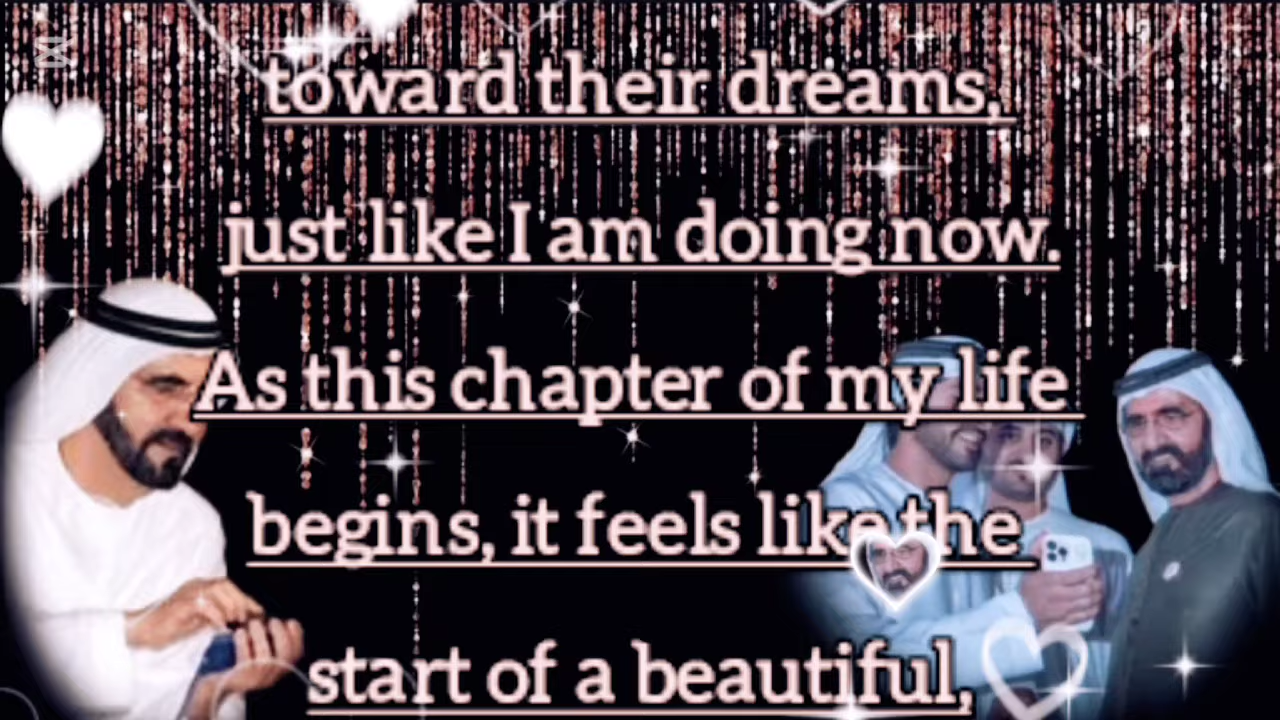 toward their dreams,
just like I am doing now.
As this chapter of my life
begins, it feels like the
start of a beautiful,